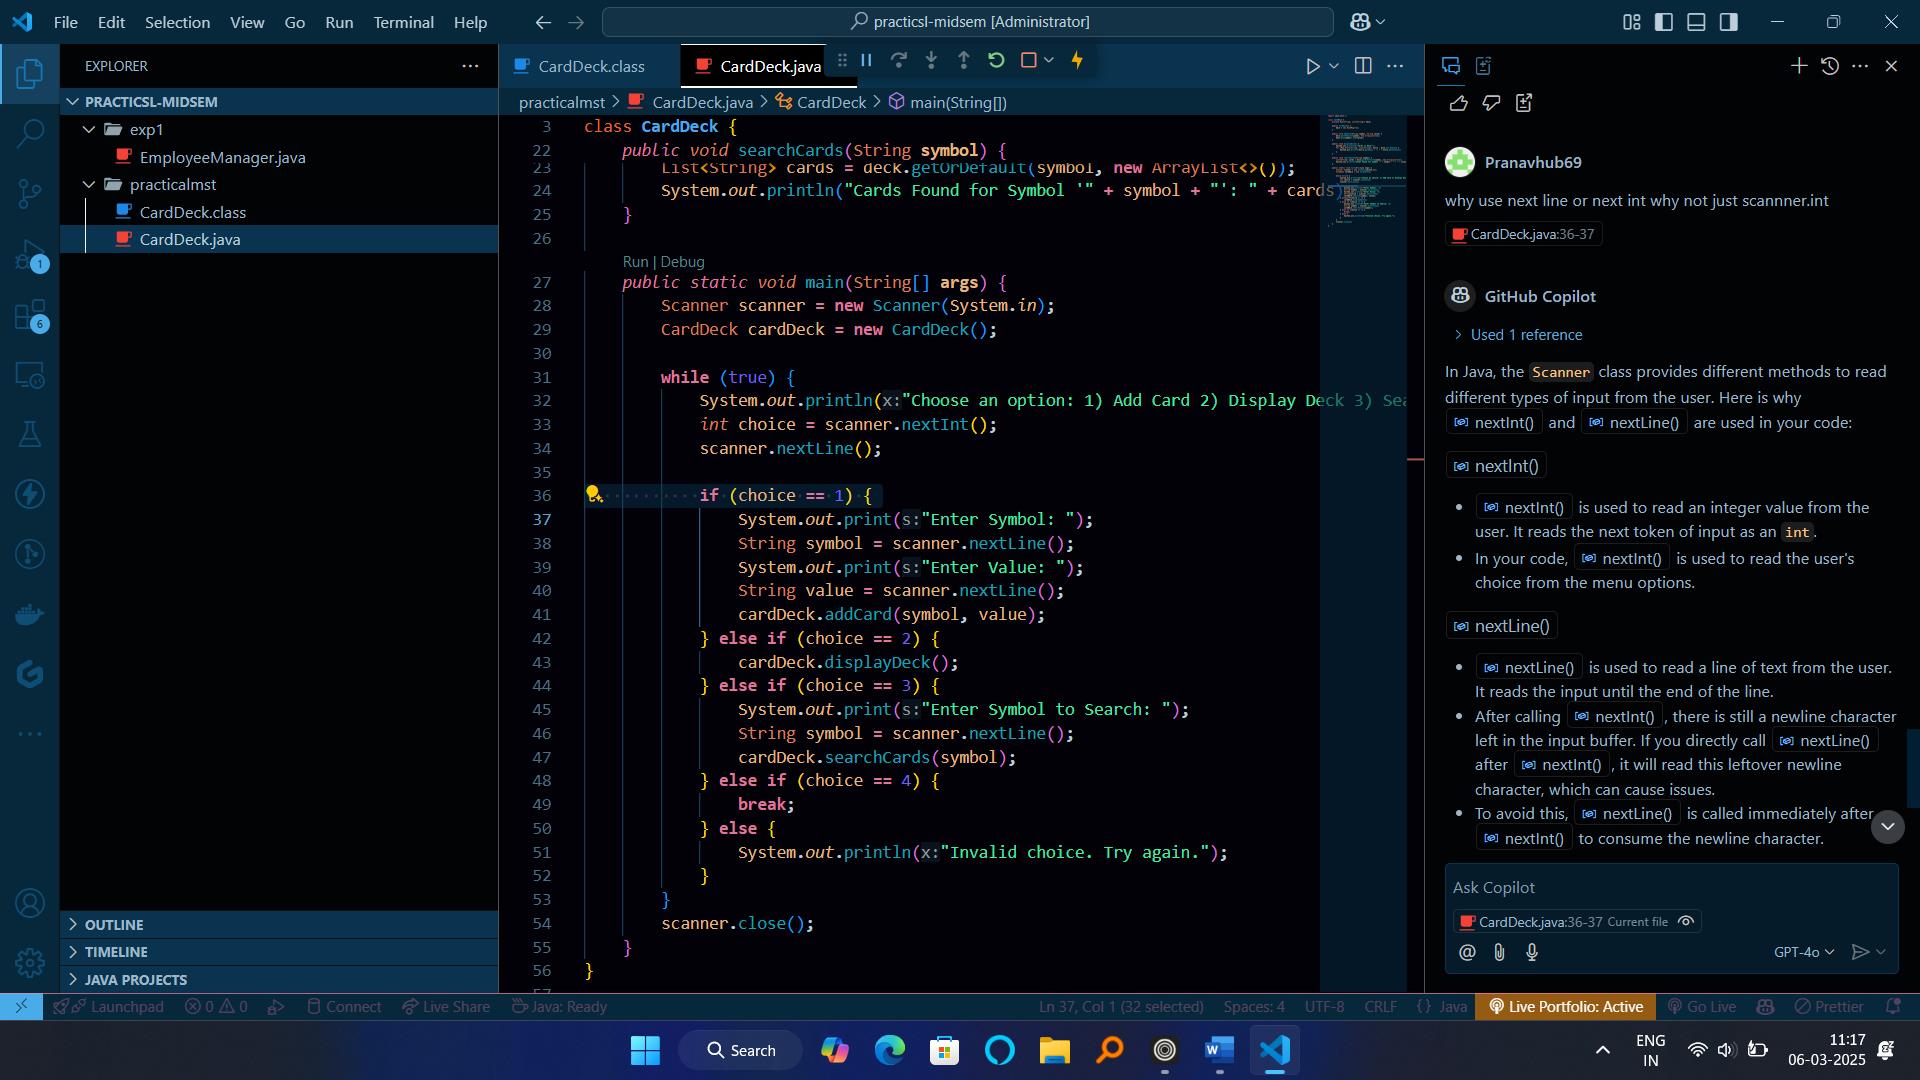 File Edit Selection View Go Run Terminal Help
practicsl-midsem [Administrator]
EXPLORER
PRACTICSL-MIDSEM
exp1
EmployeeManager.java
practicalmst
CardDeck.class
CardDeck.java
OUTLINE
TIMELINE
JAVA PROJECTS
1
6
CardDeck.class
CardDeck.java
practicalmst > CardDeck.java > CardDeck > main(String[])
3 class CardDeck {
22 public void searchCards(String symbol) {
23 List<String> cards = deck.getOrDefault(symbol, new ArrayList<>());
24 System.out.println("Cards Found for Symbol '" + symbol + "': " + cards
25 }
26
Run | Debug
27 public static void main(String[] args) {
28 Scanner scanner = new Scanner(System.in);
29 CardDeck cardDeck = new CardDeck();
30
31 while (true) {
32 System.out.println(x:"Choose an option: 1) Add Card 2) Display Deck 3) Sea
33 int choice = scanner.nextInt();
34 scanner.nextLine();
35
36 if (choice == 1) {
37 System.out.print(s:"Enter Symbol: ");
38 String symbol = scanner.nextLine();
39 System.out.print(s:"Enter Value: ");
40 String value = scanner.nextLine();
41 cardDeck.addCard(symbol, value);
42 } else if (choice == 2) {
43 cardDeck.displayDeck();
44 } else if (choice == 3) {
45 System.out.print(s:"Enter Symbol to Search: ");
46 String symbol = scanner.nextLine();
47 cardDeck.searchCards(symbol);
48 } else if (choice == 4) {
49 break;
50 } else {
51 System.out.println(x:"Invalid choice. Try again.");
52 }
53 }
54 scanner.close();
55 }
56 }
57
Pranavhub69
why use next line or next int why not just scannner.int
CardDeck.java:36-37
GitHub Copilot
> Used 1 reference
In Java, the Scanner class provides different methods to read
different types of input from the user. Here is why
nextInt() and nextLine() are used in your code:
nextInt()
• nextInt() is used to read an integer value from the
user. It reads the next token of input as an int.
• In your code, nextInt() is used to read the user's
choice from the menu options.
nextLine()
• nextLine() is used to read a line of text from the user.
It reads the input until the end of the line.
• After calling nextInt(), there is still a newline character
left in the input buffer. If you directly call nextLine()
after nextInt(), it will read this leftover newline
character, which can cause issues.
• To avoid this, nextLine() is called immediately after
nextInt() to consume the newline character.
Ask Copilot
CardDeck.java:36-37 Current file
GPT-4o
Launchpad 0 0 Connect Live Share Java: Ready Ln 37, Col 1 (32 selected) Spaces: 4 UTF-8 CRLF {} Java Live Portfolio: Active Go Live Prettier
Search
ENG
IN
11:17
06-03-2025